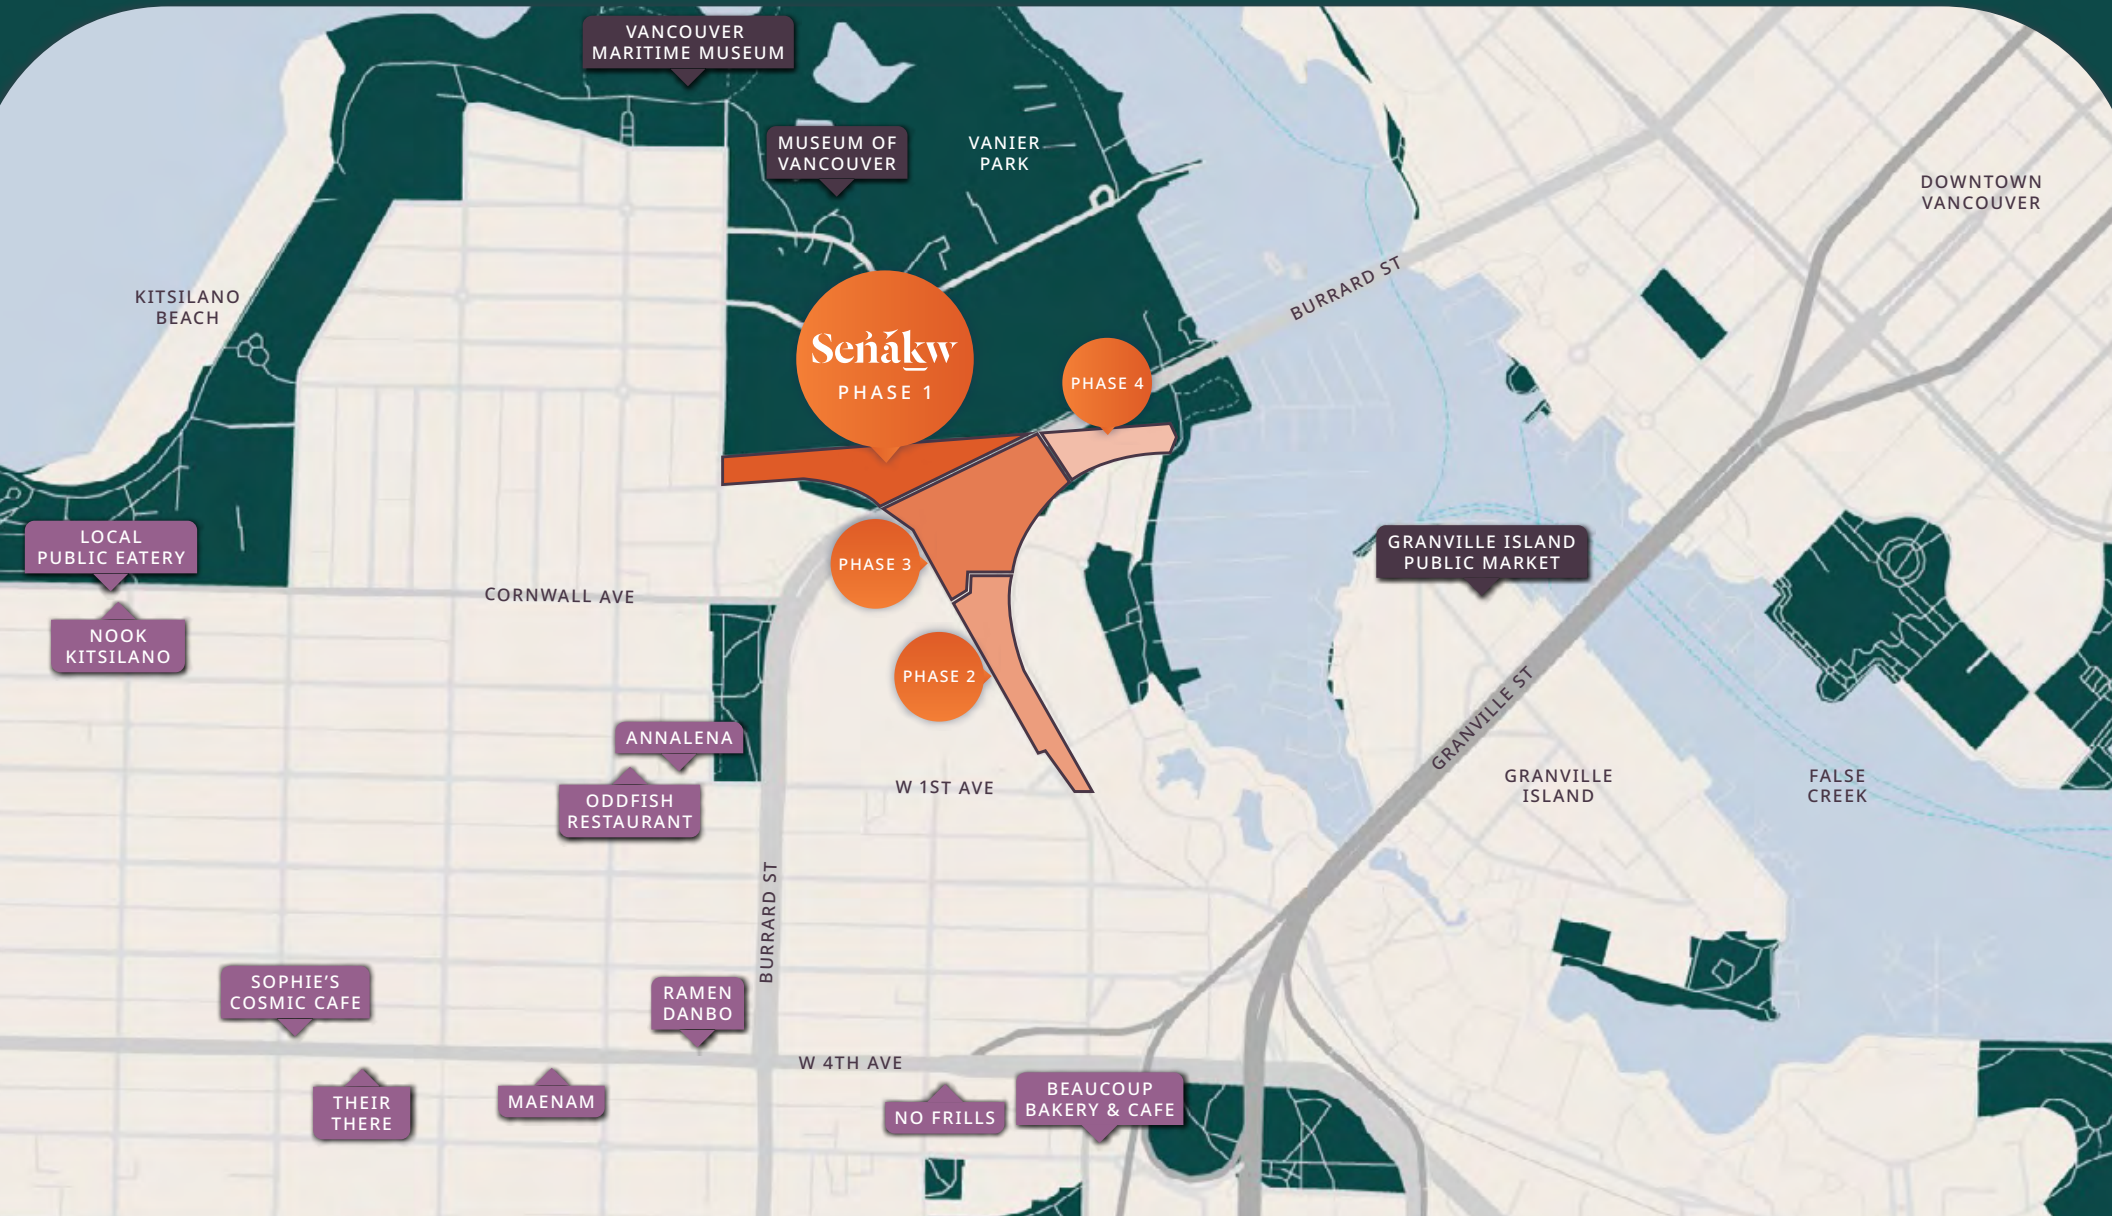 VANCOUVER
MARITIME MUSEUM
MUSEUM OF
VANCOUVER
VANIER
PARK
DOWNTOWN
VANCOUVER
KITSILANO
BEACH
BURRARD ST
Sen̓áḵw
PHASE 1
PHASE 4
LOCAL
PUBLIC EATERY
GRANVILLE ISLAND
PUBLIC MARKET
PHASE 3
CORNWALL AVE
NOOK
KITSILANO
PHASE 2
GRANVILLE ST
ANNALENA
W 1ST AVE
GRANVILLE
ISLAND
FALSE
CREEK
ODDFISH
RESTAURANT
BURRARD ST
SOPHIE’S
COSMIC CAFE
RAMEN
DANBO
W 4TH AVE
THEIR
THERE
MAENAM
NO FRILLS
BEAUCOUP
BAKERY & CAFE